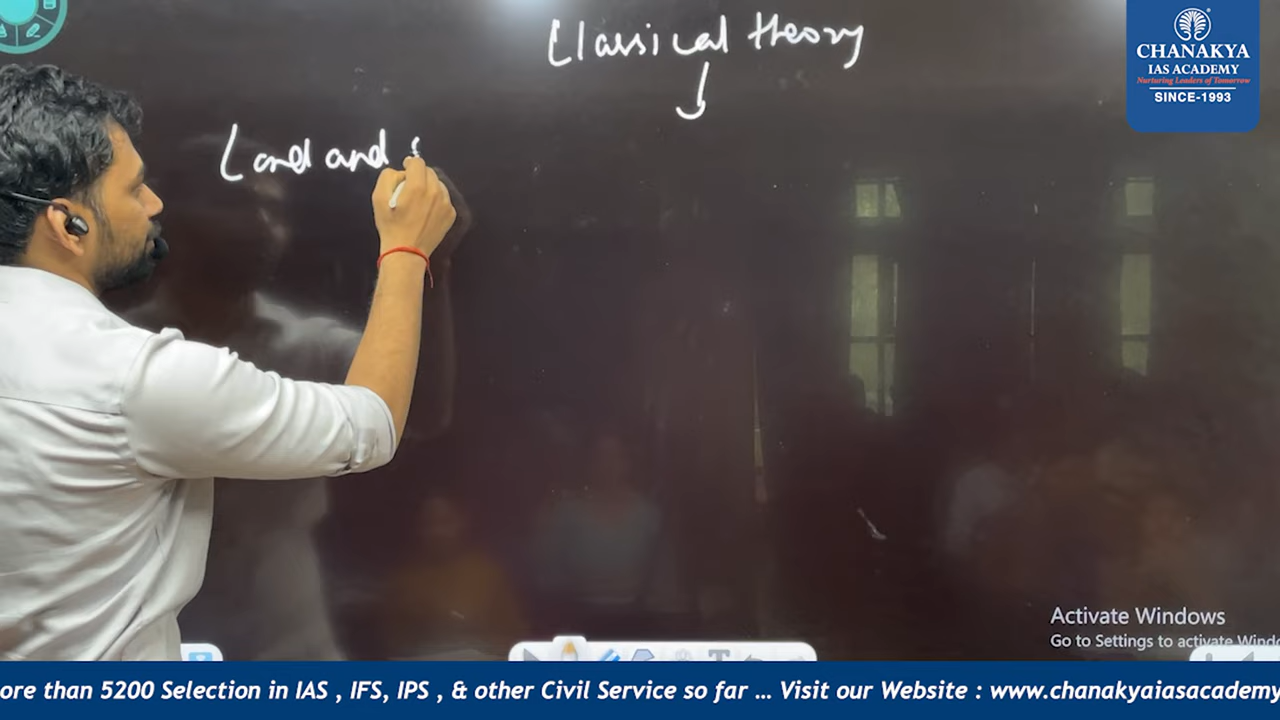 Classical theory
Land and
CHANAKYA
IAS ACADEMY
Nurturing Leaders of Tomorrow
SINCE-1993
Activate Windows
Go to Settings to activate Windo
ore than 5200 Selection in IAS , IFS, IPS , & other Civil Service so far ... Visit our Website : www.chanakyaiasacademy